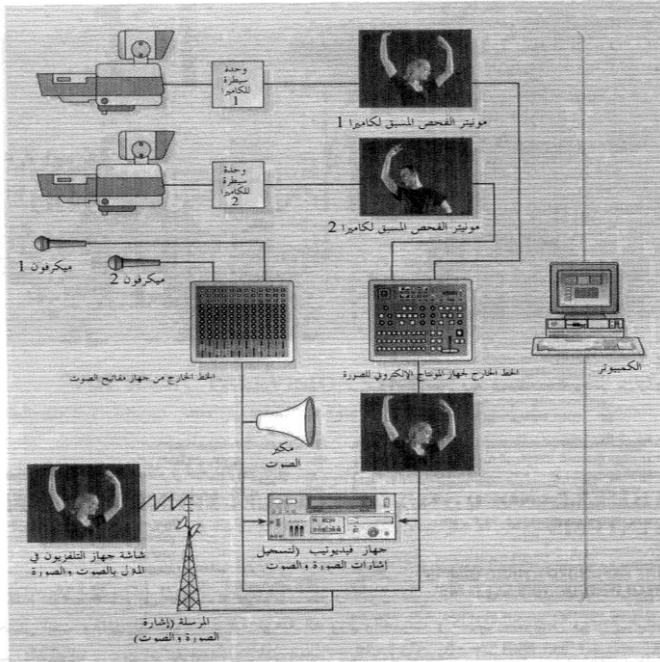 وحدة
سيطرة
للكاميرا
1
مونيتر الفحص المسبق لكاميرا 1
وحدة
سيطرة
للكاميرا
2
مونيتر الفحص المسبق لكاميرا 2
ميكرفون 1
ميكرفون 2
الكمبيوتر
الخط الخارج لجهاز المونتاج الإلكتروني للصورة
الخط الخارج من جهاز مفاتيح الصوت
مكبر
الصوت
جهاز فيديوتيب (لتسجيل
إشارات الصورة والصوت
شاشة جهاز التلفزيون في
المنزل بالصوت والصورة
المرسلة (إشارة
الصورة والصوت)